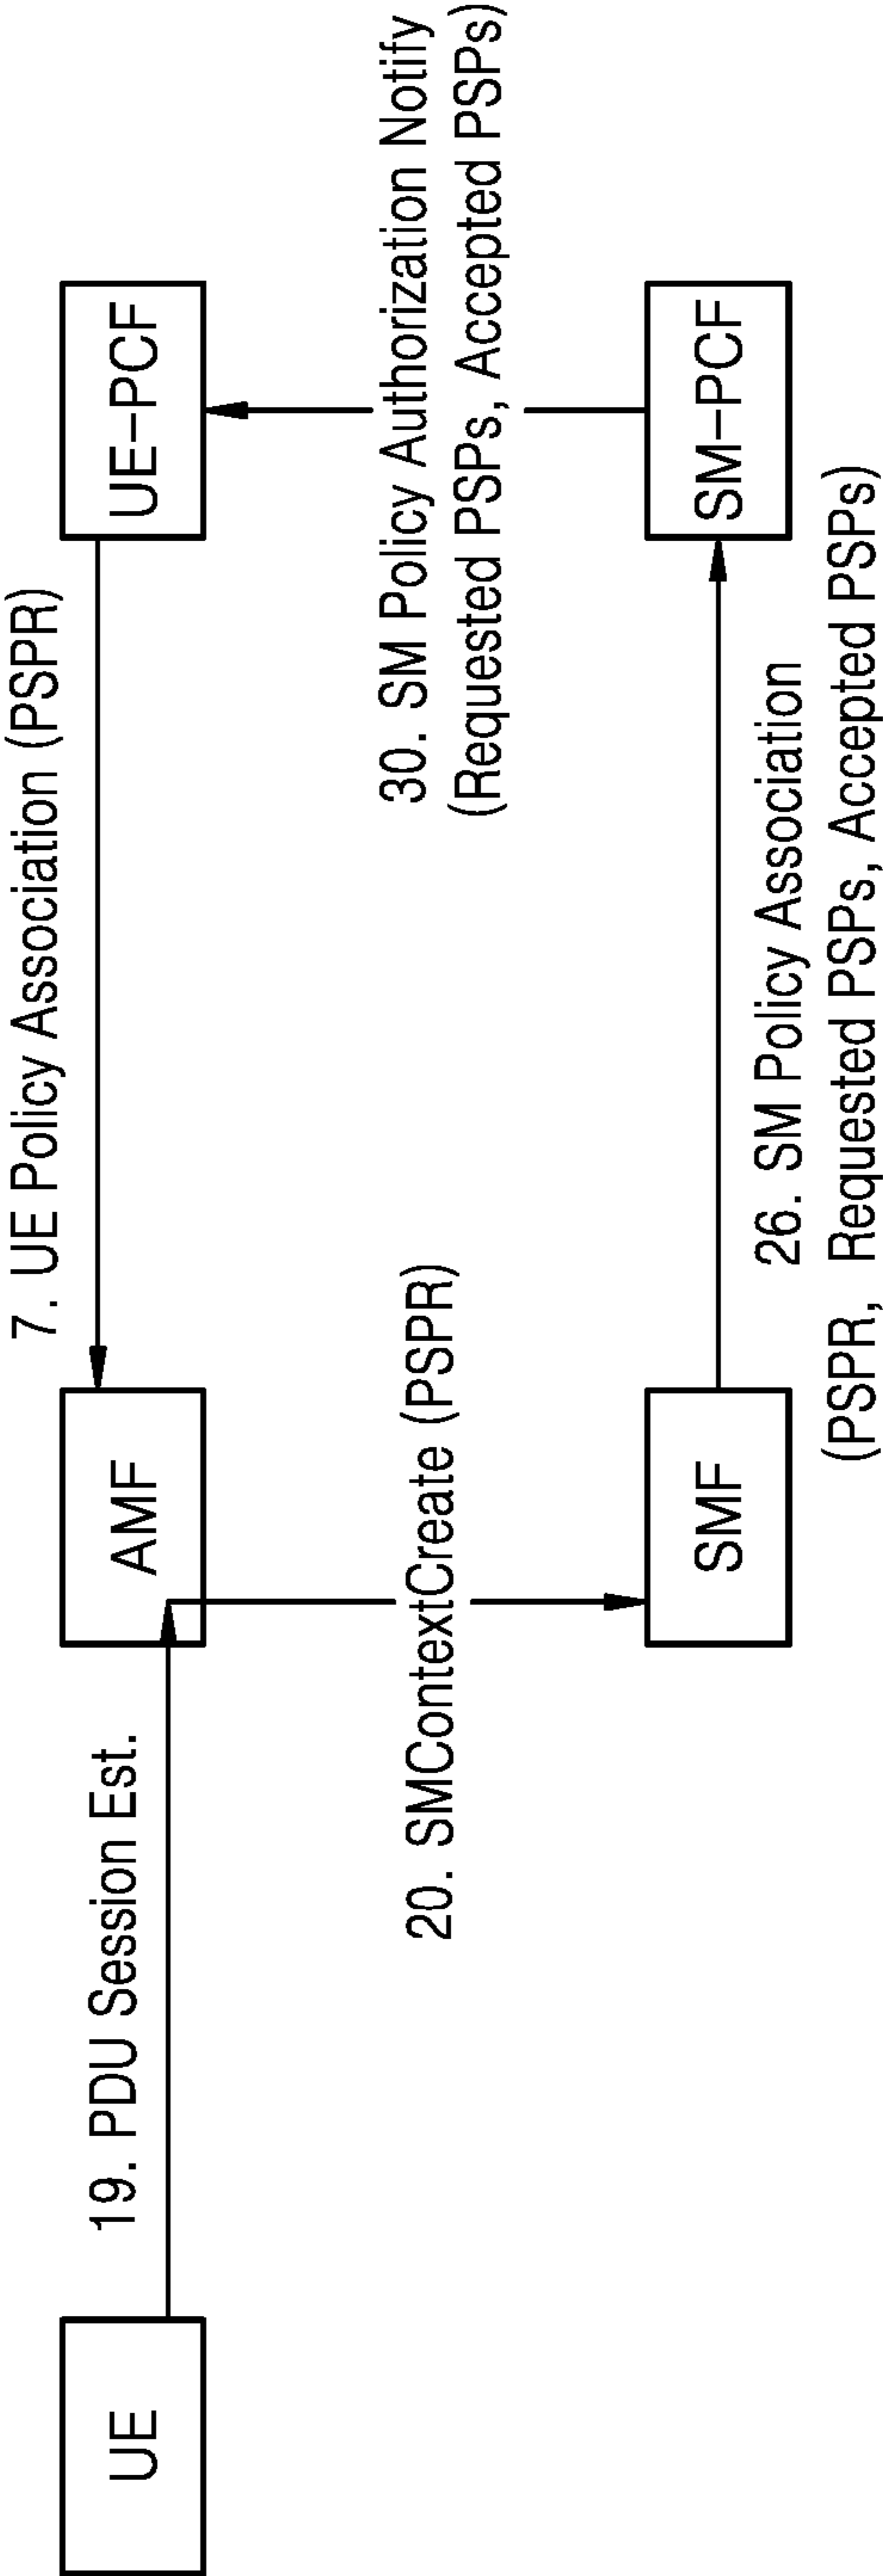 7. UE Policy Association (PSPR)
UE
19. PDU Session Est.
AMF
UE-PCF
20. SMContextCreate (PSPR)
30. SM Policy Authorization Notify
(Requested PSPs, Accepted PSPs)
SMF
SM-PCF
26. SM Policy Association
(PSPR, Requested PSPs, Accepted PSPs)